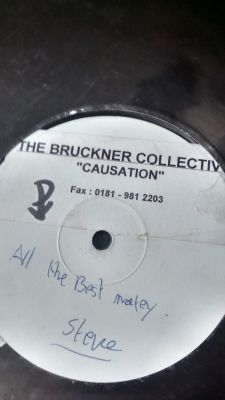 THE BRUCKNER COLLECTIV
"CAUSATION"
Fax : 0181 - 981 2203
All the Best matey.
Steve